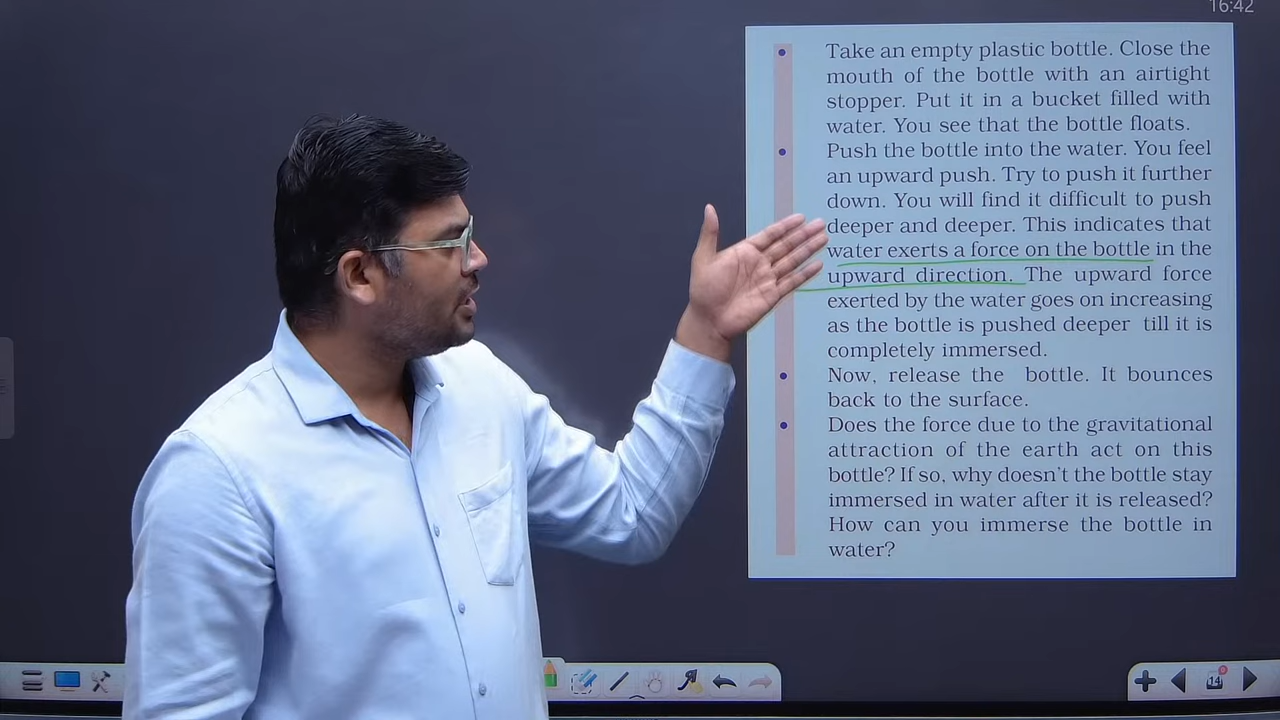 16:42
Take an empty plastic bottle. Close the
mouth of the bottle with an airtight
stopper. Put it in a bucket filled with
water. You see that the bottle floats.
Push the bottle into the water. You feel
an upward push. Try to push it further
down. You will find it difficult to push
deeper and deeper. This indicates that
water exerts a force on the bottle in the
upward direction. The upward force
exerted by the water goes on increasing
as the bottle is pushed deeper till it is
completely immersed.
Now, release the bottle. It bounces
back to the surface.
Does the force due to the gravitational
attraction of the earth act on this
bottle? If so, why doesn't the bottle stay
immersed in water after it is released?
How can you immerse the bottle in
water?
14